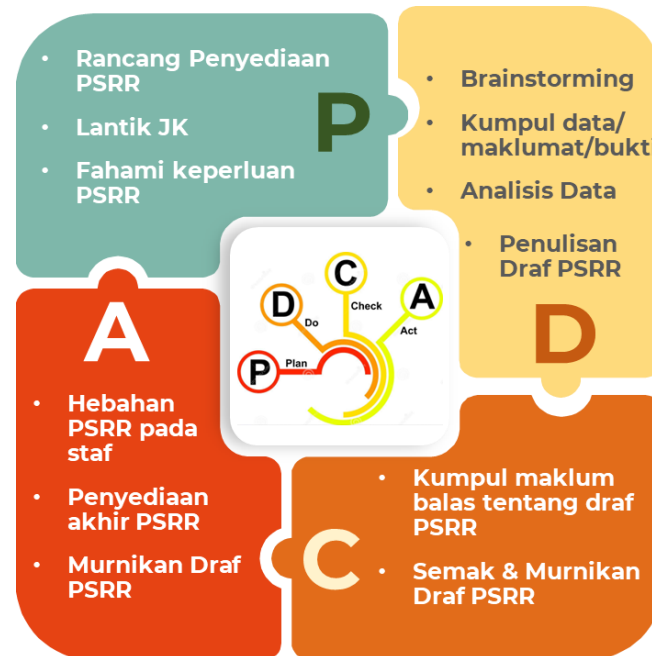 • Rancang Penyediaan
PSRR
• Lantik JK
• Fahami keperluan
PSRR
P
• Brainstorming
• Kumpul data/
maklumat/bukti
• Analisis Data
• Penulisan
Draf PSRR
D
P
Plan
D
Do
C
Check
A
Act
A
• Hebahan
PSRR pada
staf
• Penyediaan
akhir PSRR
• Murnikan Draf
PSRR
C
• Kumpul maklum
balas tentang draf
PSRR
• Semak & Murnikan
Draf PSRR